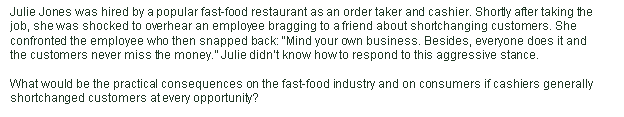 Julie Jones was hired by a popular fast-food restaurant as an order taker and cashier. Shortly after taking the
job, she was shocked to overhear an employee bragging to a friend about shortchanging customers. She
confronted the employee who then snapped back: "Mind your own business. Besides, everyone does it and
the customers never miss the money." Julie didn't know how to respond to this aggressive stance.
What would be the practical consequences on the fast-food industry and on consumers if cashiers generally
shortchanged customers at every opportunity?